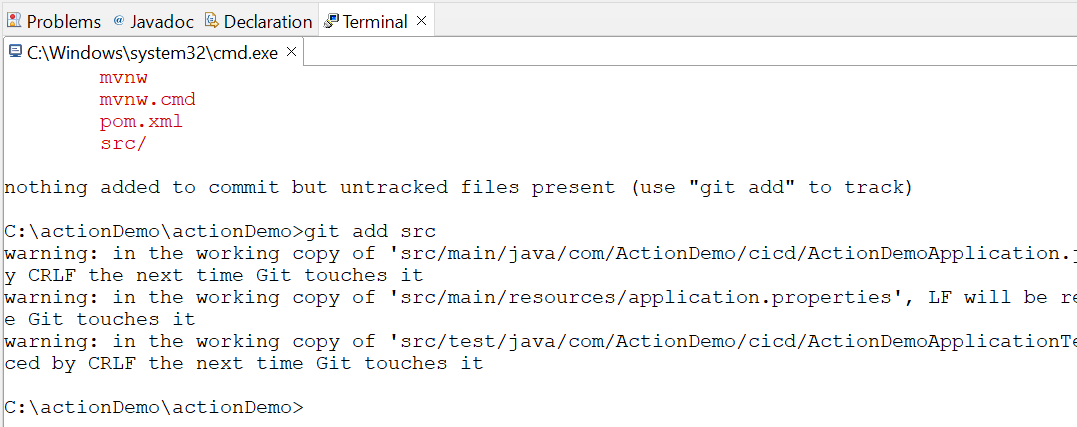 Problems @ Javadoc Declaration Terminal
C:\Windows\system32\cmd.exe
mvnw
mvnw.cmd
pom.xml
src/
nothing added to commit but untracked files present (use "git add" to track)
C:\actionDemo\actionDemo>git add src
warning: in the working copy of 'src/main/java/com/ActionDemo/cicd/ActionDemoApplication.j
y CRLF the next time Git touches it
warning: in the working copy of 'src/main/resources/application.properties', LF will be re
e Git touches it
warning: in the working copy of 'src/test/java/com/ActionDemo/cicd/ActionDemoApplicationTe
ced by CRLF the next time Git touches it
C:\actionDemo\actionDemo>